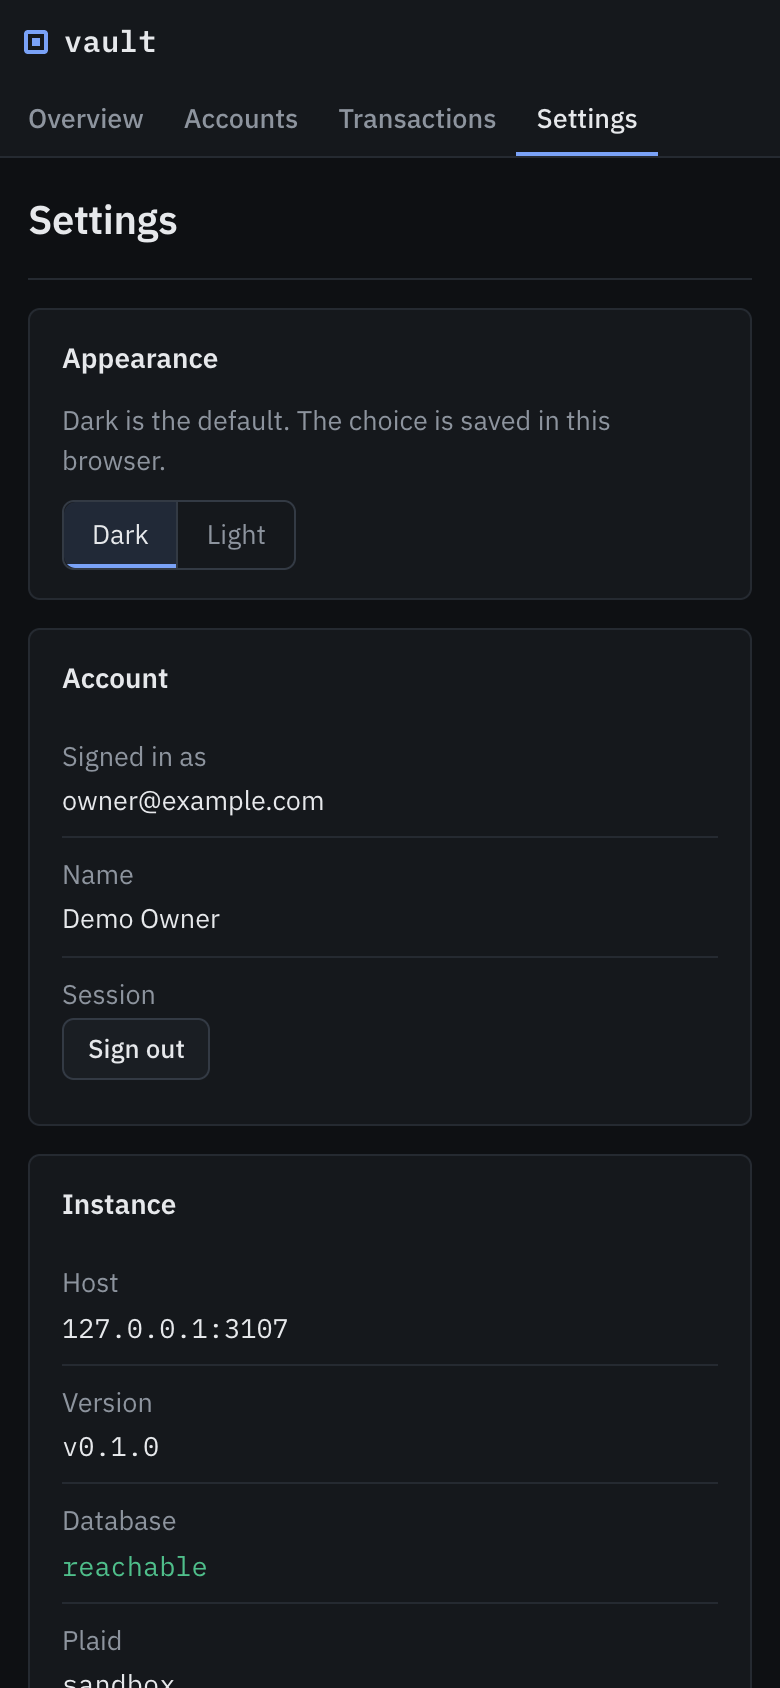 vault
Overview Accounts Transactions Settings
Settings
Appearance
Dark is the default. The choice is saved in this
browser.
Dark Light
Account
Signed in as
owner@example.com
Name
Demo Owner
Session
Sign out
Instance
Host
127.0.0.1:3107
Version
v0.1.0
Database
reachable
Plaid
sandbox